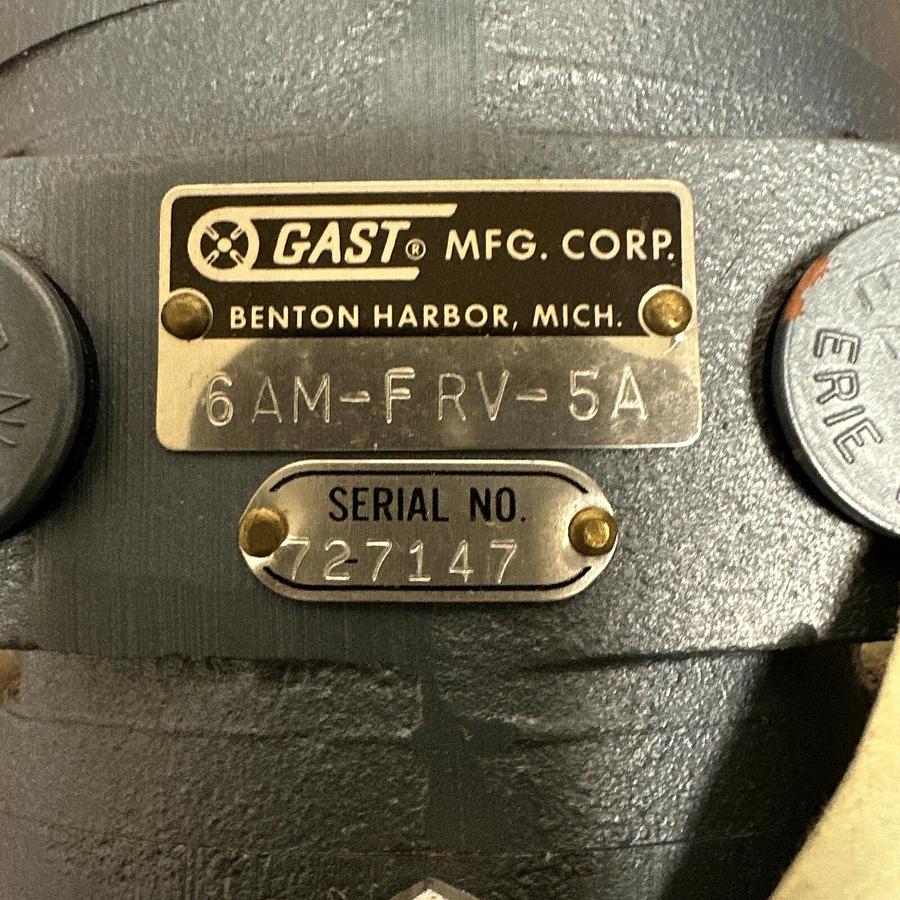 GAST® MFG. CORP.
BENTON HARBOR, MICH.
6AM-FRV-5A
SERIAL NO.
727147
ERIE